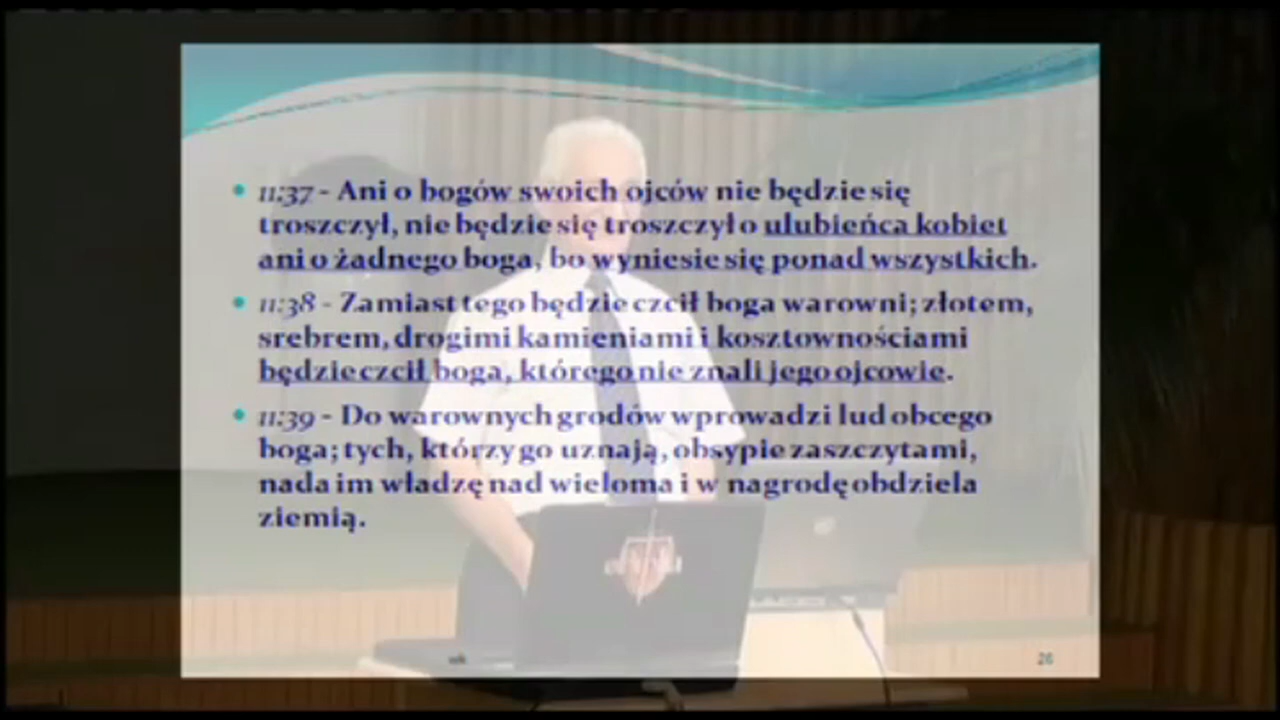 11:37 - Ani o bogów swoich ojców nie będzie się
troszczył, nie będzie się troszczył o ulubieńca kobiet
ani o żadnego boga, bo wyniesie się ponad wszystkich.
11:38 - Zamiast tego będzie czcił boga warowni; złotem,
srebrem, drogimi kamieniami i kosztownościami
będzie czcił boga, którego nie znali jego ojcowie.
11:39 - Do warownych grodów wprowadzi lud obcego
boga; tych, którzy go uznają, obsypie zaszczytami,
nada im władzę nad wieloma i w nagrodę obdziela
ziemią.
26